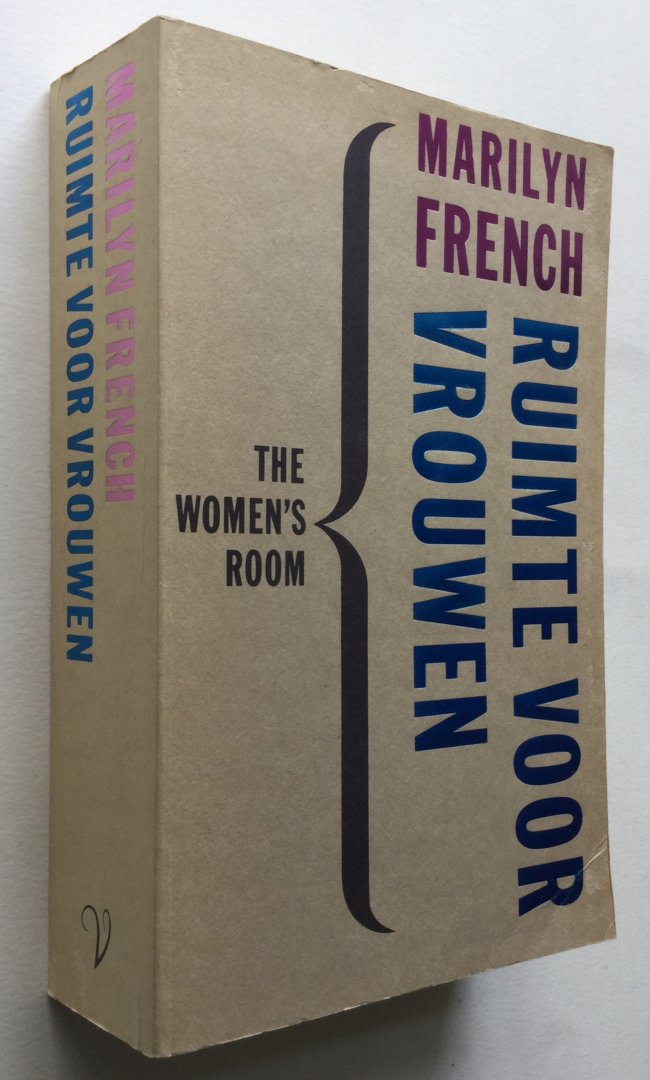 MARILYN FRENCH
RUIMTE VOOR VROUWEN
V
MARILYN
FRENCH
RUIMTE VOOR
VROUWEN
THE
WOMEN'S
ROOM